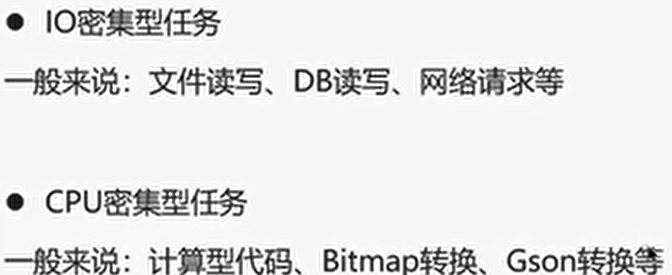 ● IO密集型任务
一般来说：文件读写、DB读写、网络请求等
● CPU密集型任务
一般来说：计算型代码、Bitmap转换、Gson转换等